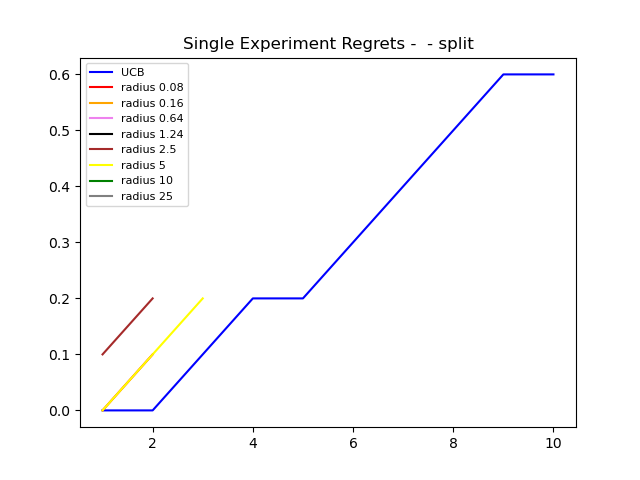 Single Experiment Regrets -  - split
UCB
radius 0.08
radius 0.16
radius 0.64
radius 1.24
radius 2.5
radius 5
radius 10
radius 25
0.6
0.5
0.4
0.3
0.2
0.1
0.0
2
4
6
8
10